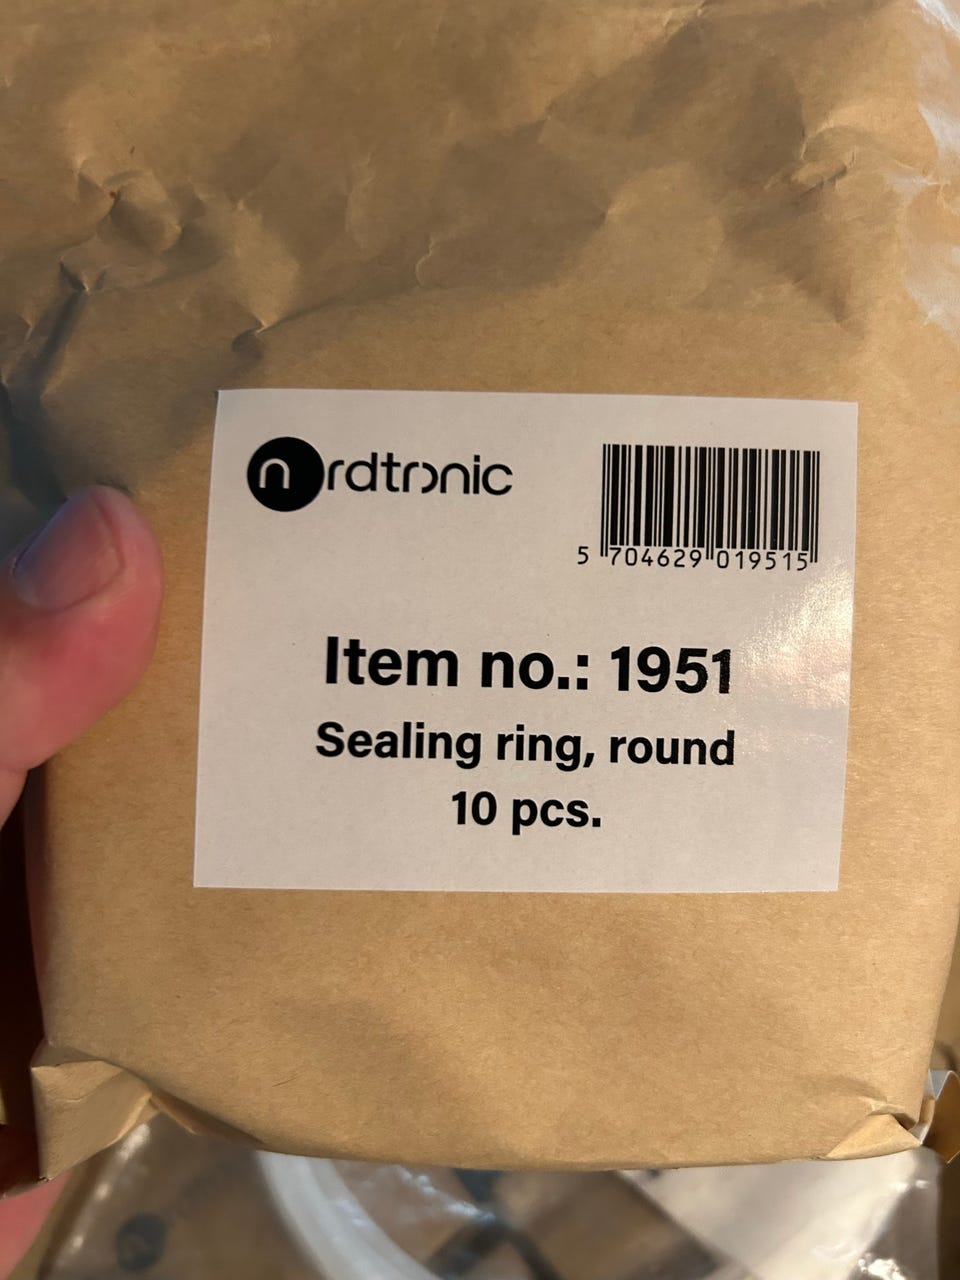 nordtronic
5 704629 019515
Item no.: 1951
Sealing ring, round
10 pcs.